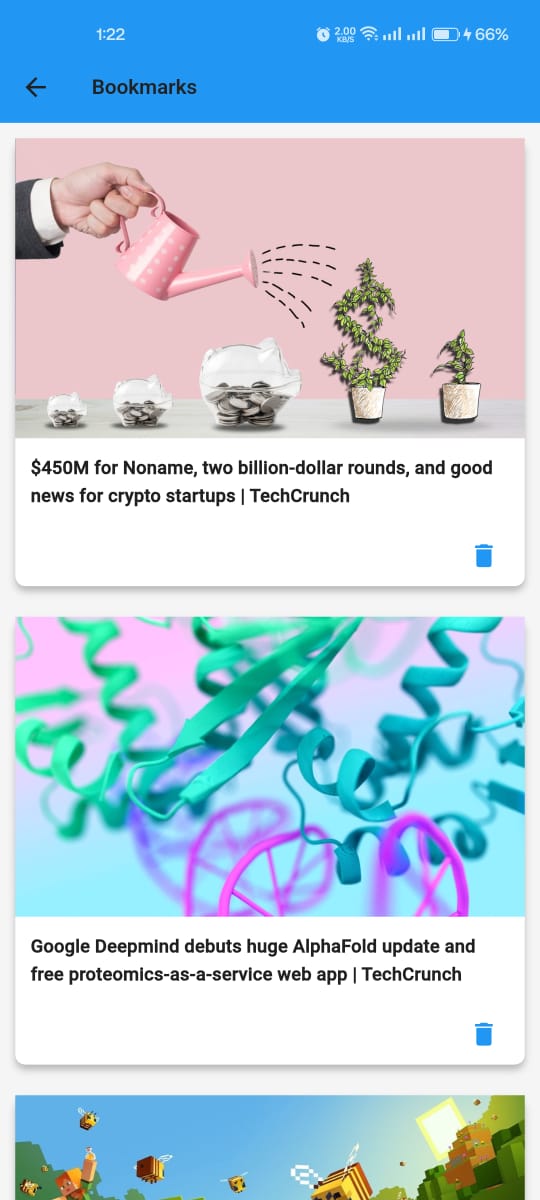 1:22
2.00
KB/S
66%
Bookmarks
$450M for Noname, two billion-dollar rounds, and good
news for crypto startups | TechCrunch
Google Deepmind debuts huge AlphaFold update and
free proteomics-as-a-service web app | TechCrunch